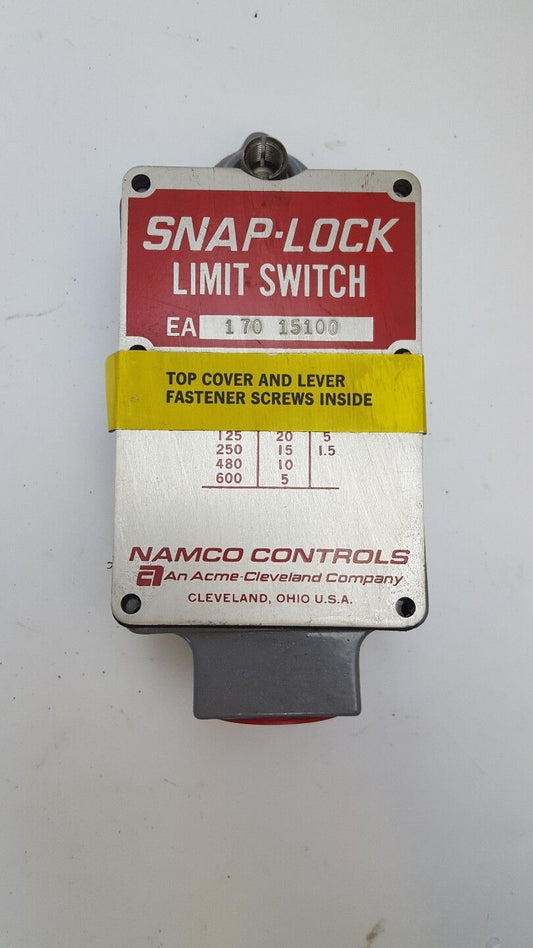 SNAP-LOCK
LIMIT SWITCH
EA 170 15100
TOP COVER AND LEVER
FASTENER SCREWS INSIDE
125 20 5
250 15 1.5
480 10
600 5
NAMCO CONTROLS
a An Acme-Cleveland Company
CLEVELAND, OHIO U.S.A.